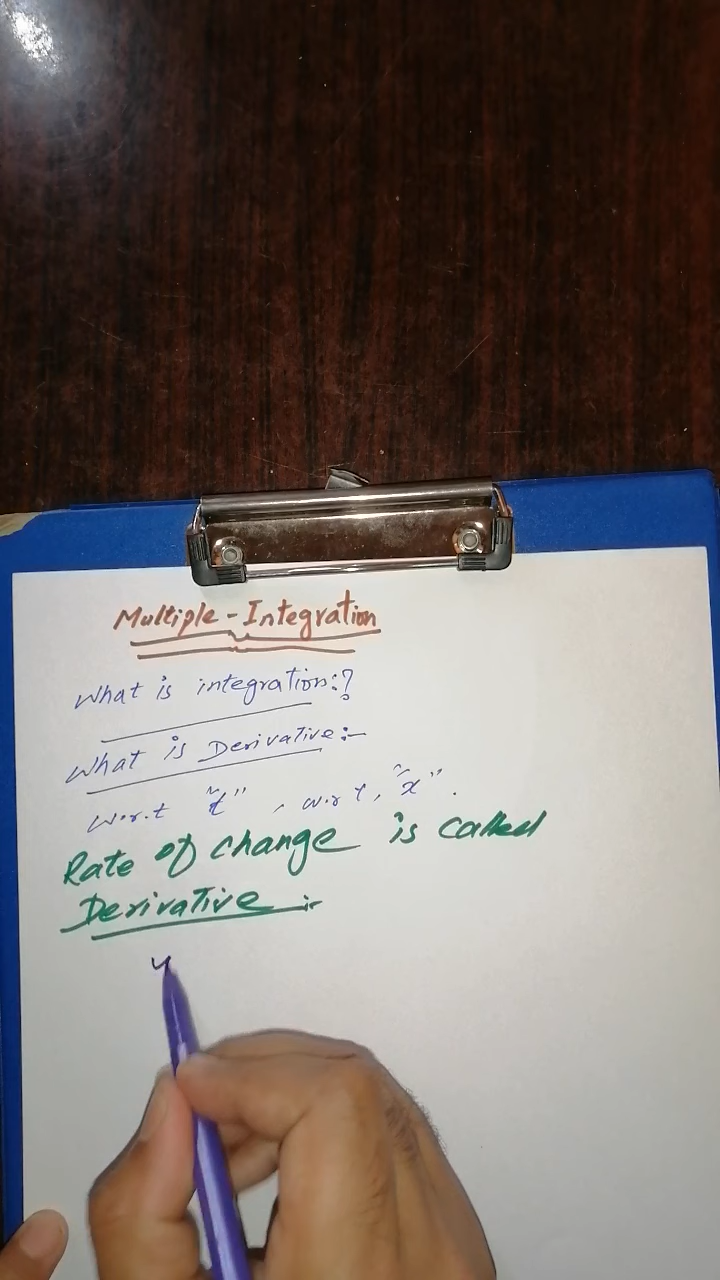 Multiple-Integration
What is integration:?
What is Derivative:-
w.r.t "t", w.r.t, "x".
Rate of change is called
Derivative :-
y